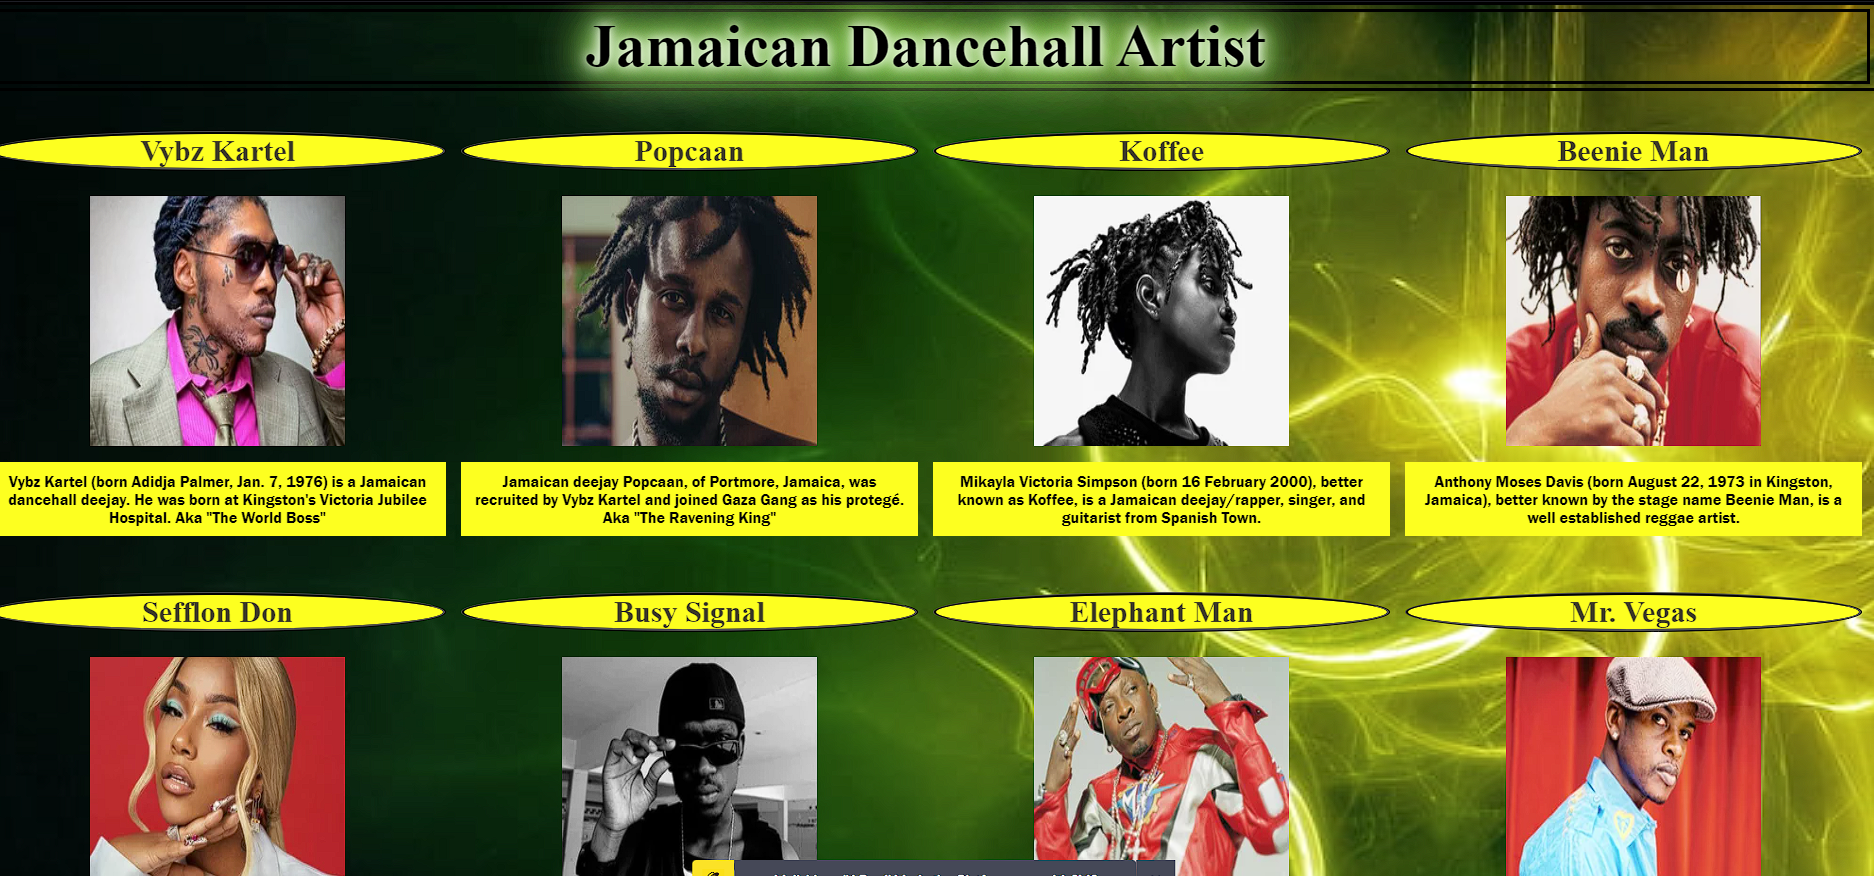 Jamaican Dancehall Artist
Vybz Kartel
Popcaan
Koffee
Beenie Man
Vybz Kartel (born Adidja Palmer, Jan. 7, 1976) is a Jamaican
dancehall deejay. He was born at Kingston's Victoria Jubilee
Hospital. Aka "The World Boss"
Jamaican deejay Popcaan, of Portmore, Jamaica, was
recruited by Vybz Kartel and joined Gaza Gang as his protegé.
Aka "The Ravening King"
Mikayla Victoria Simpson (born 16 February 2000), better
known as Koffee, is a Jamaican deejay/rapper, singer, and
guitarist from Spanish Town.
Anthony Moses Davis (born August 22, 1973 in Kingston,
Jamaica), better known by the stage name Beenie Man, is a
well established reggae artist.
Sefflon Don
Busy Signal
Elephant Man
Mr. Vegas